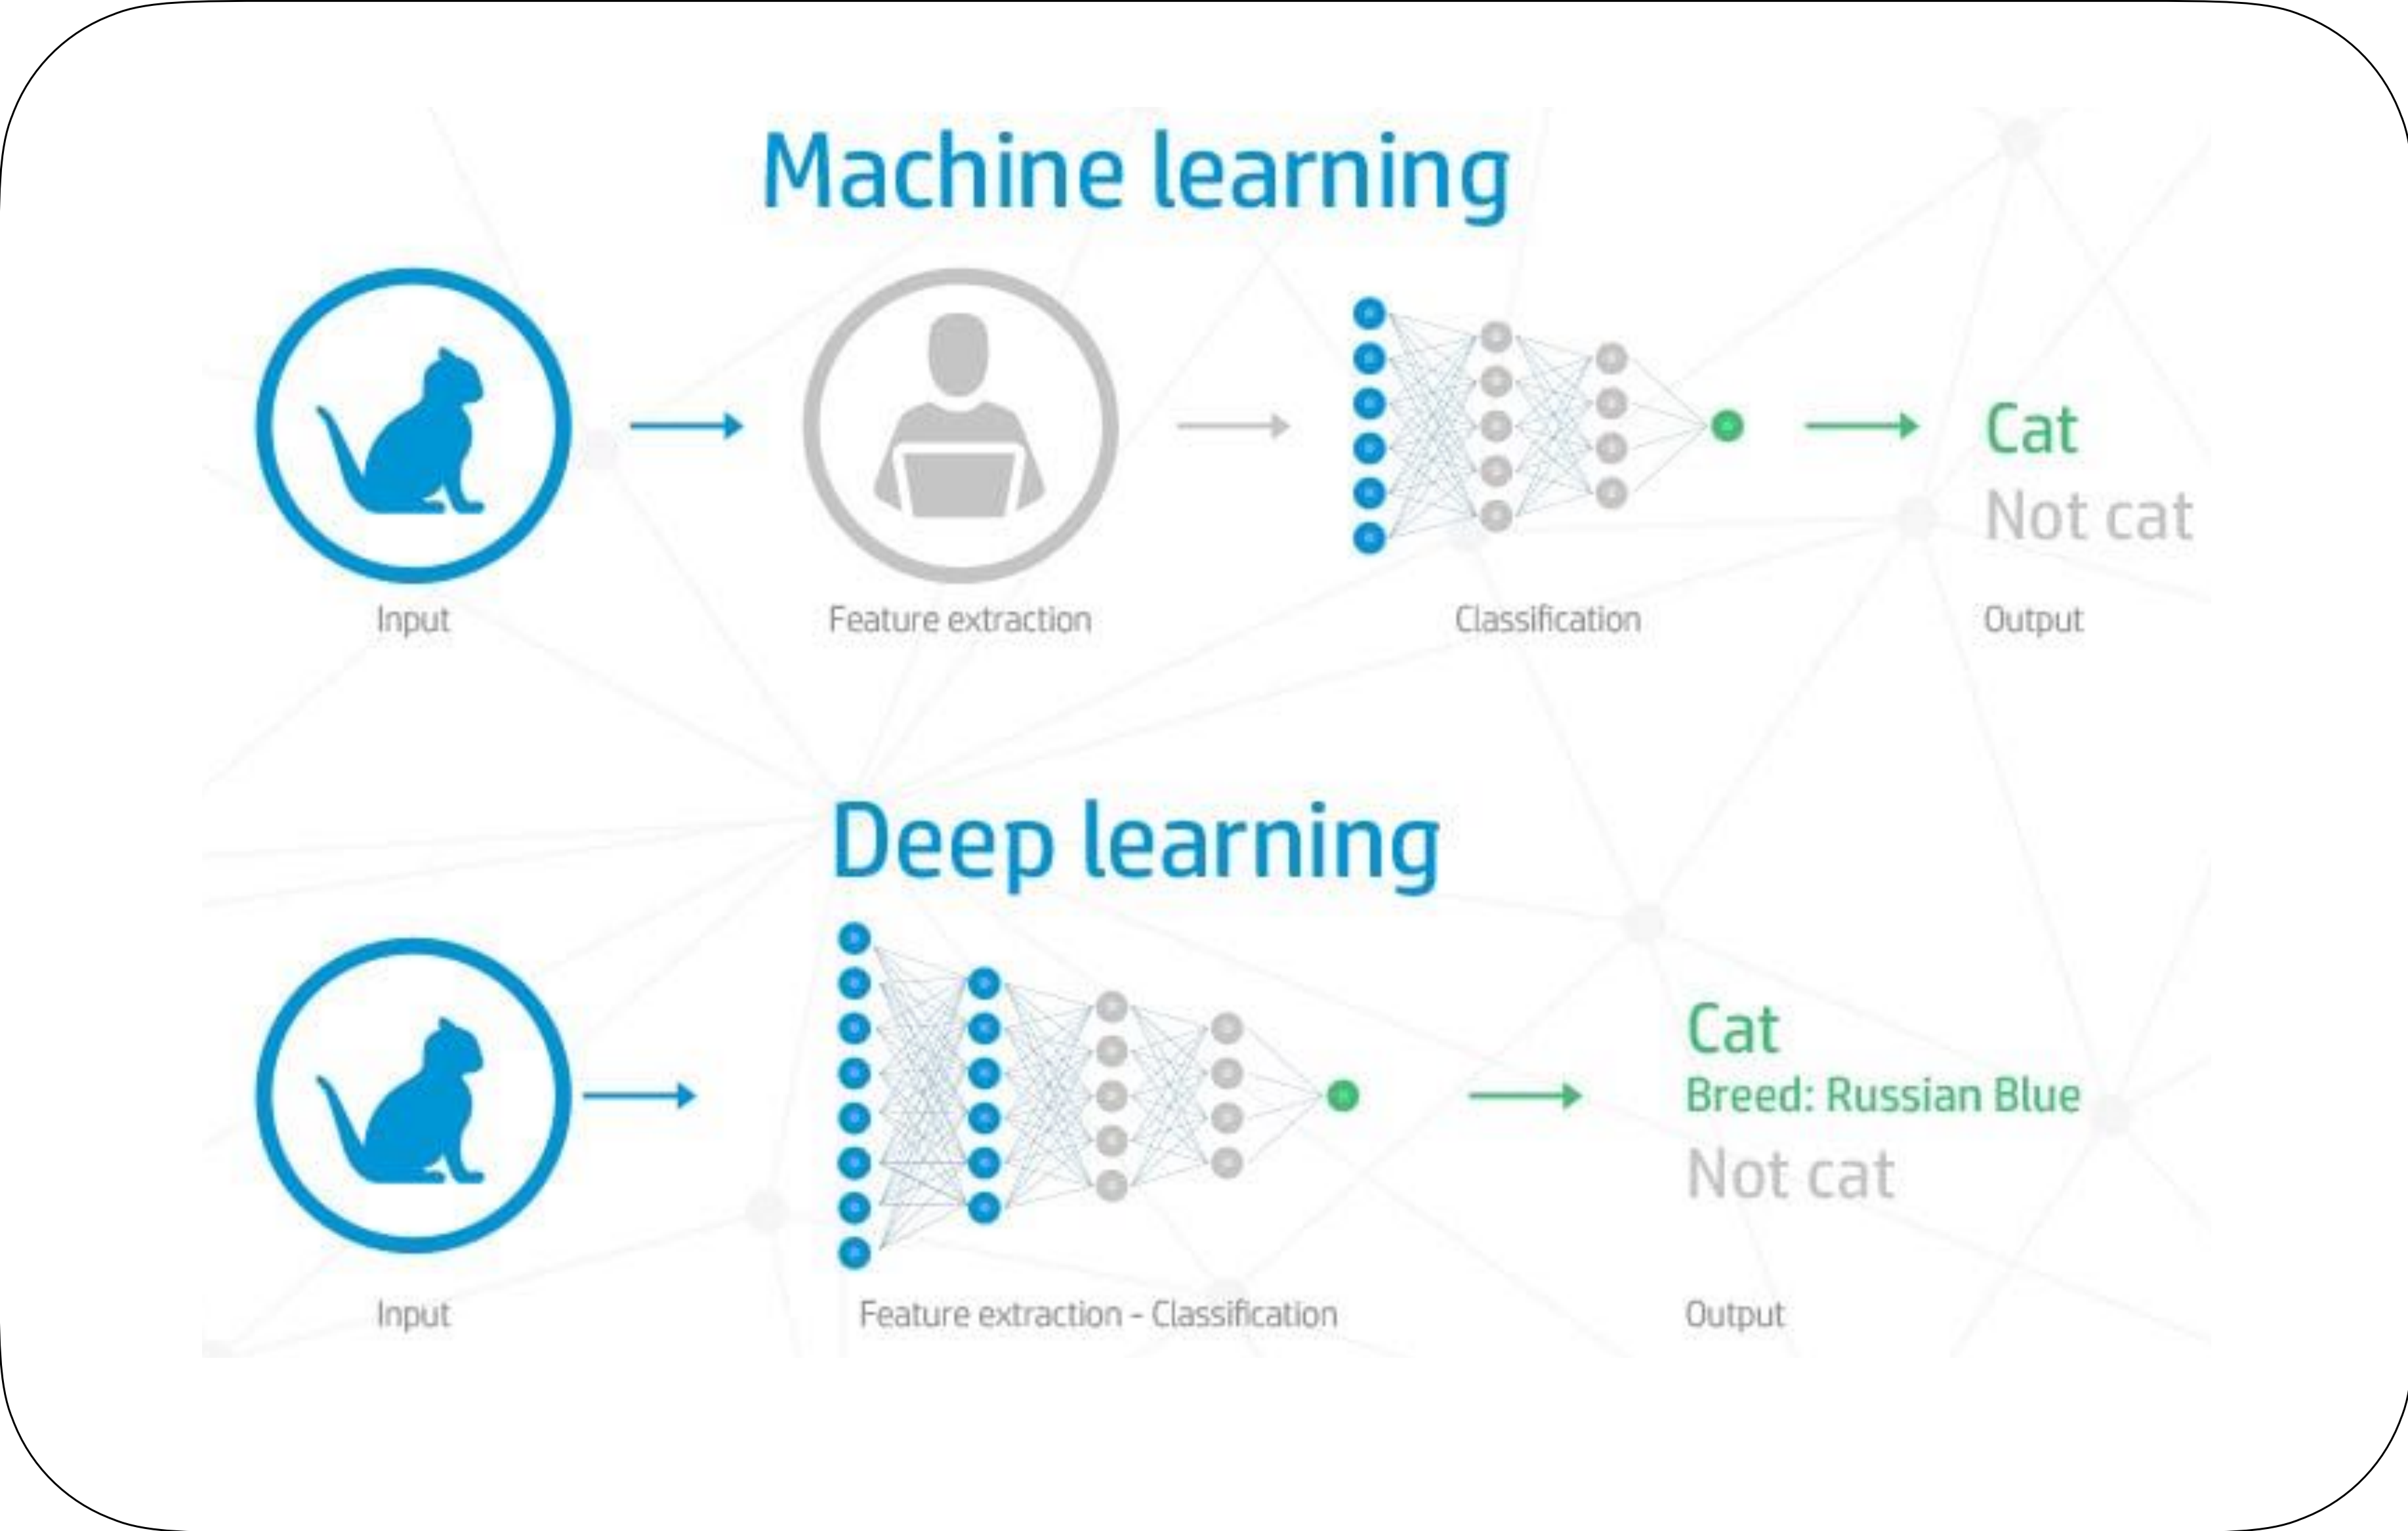 Machine learning
Cat
Not cat
Input
Feature extraction
Classification
Output
Deep learning
Cat
Breed: Russian Blue
Not cat
Input
Feature extraction - Classification
Output